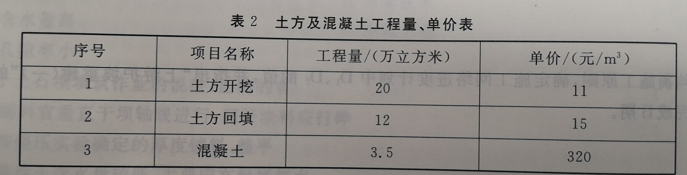 表2 土方及混凝土工程量、单价表
序号 项目名称 工程量/(万立方米) 单价/(元/m³)
1 土方开挖 20 11
2 土方回填 12 15
3 混凝土 3.5 320